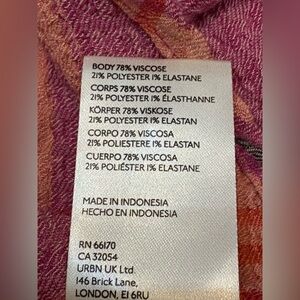 BODY 78% VISCOSE
21% POLYESTER 1% ELASTANE
CORPS 78% VISCOSE
21% POLYESTER 1% ÉLASTHANNE
KÖRPER 78% VISKOSE
21% POLYESTER 1% ELASTAN
CORPO 78% VISCOSA
21% POLIESTERE 1% ELASTAN
CUERPO 78% VISCOSA
21% POLIÉSTER 1% ELASTANE
MADE IN INDONESIA
HECHO EN INDONESIA
RN 66170
CA 32054
URBN UK Ltd
146 Brick Lane,
LONDON, E1 6RU